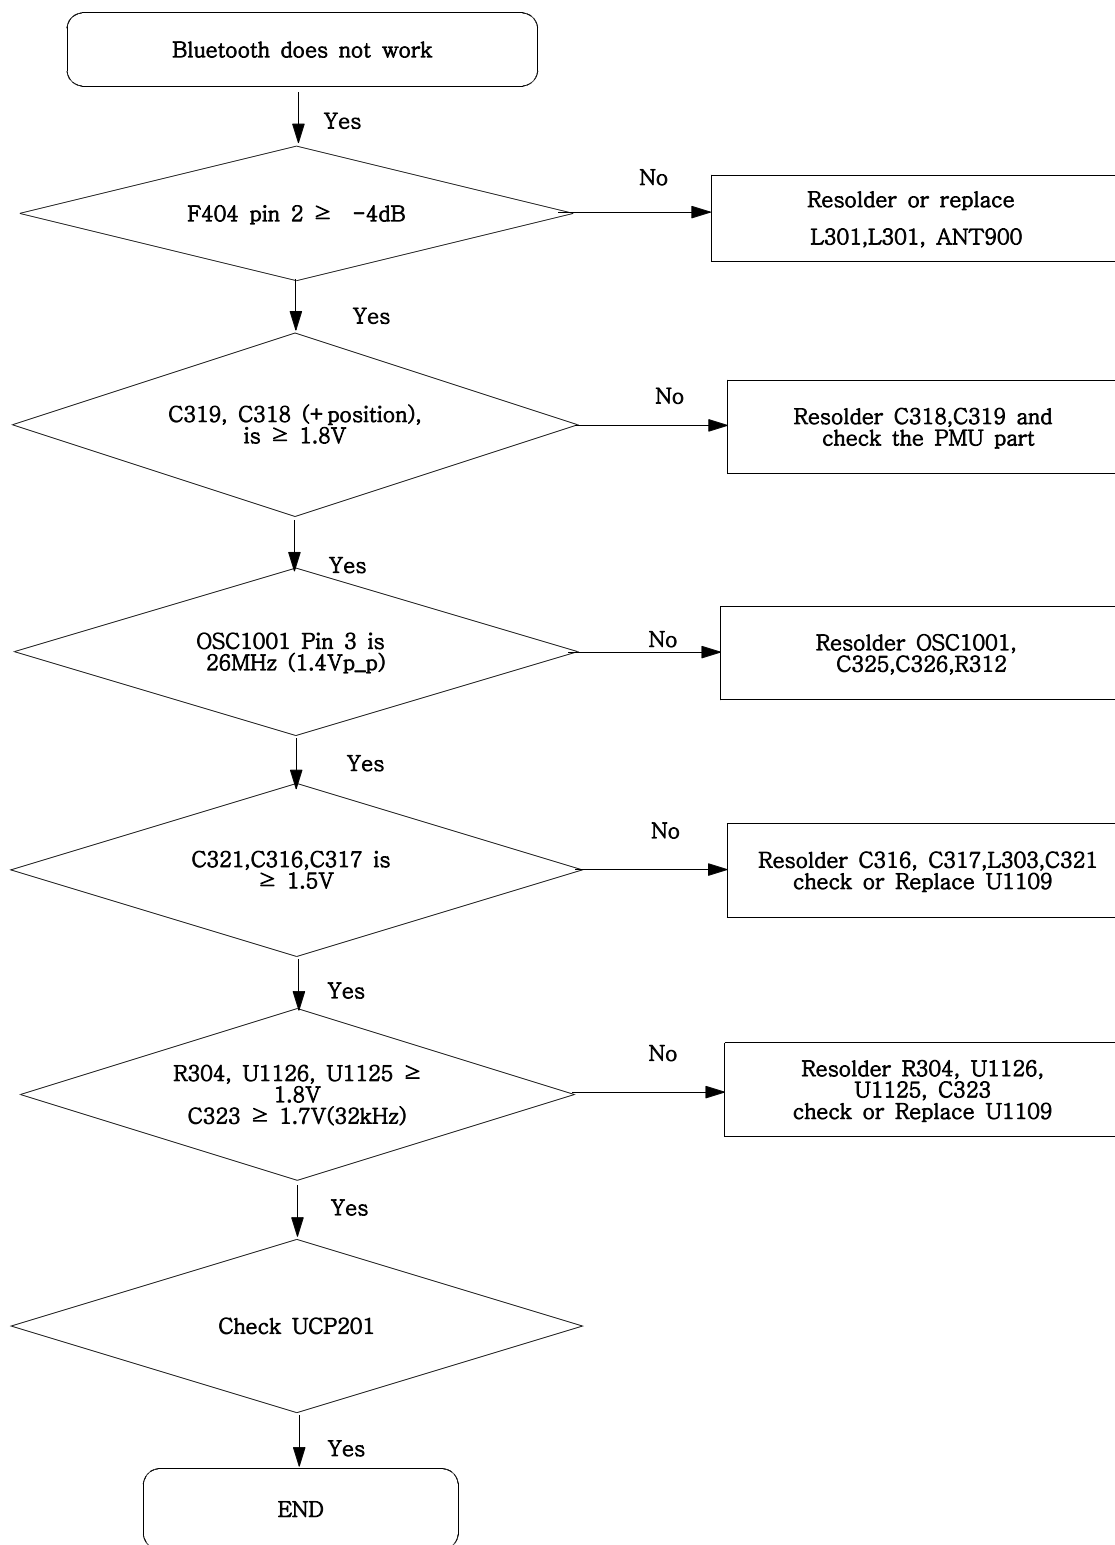 Bluetooth does not work
Yes
F404 pin 2 ≥ -4dB
No
Resolder or replace
L301,L301, ANT900
Yes
C319, C318 (+position),
is ≥ 1.8V
No
Resolder C318,C319 and
check the PMU part
Yes
OSC1001 Pin 3 is
26MHz (1.4Vp_p)
No
Resolder OSC1001,
C325,C326,R312
Yes
C321,C316,C317 is
≥ 1.5V
No
Resolder C316, C317,L303,C321
check or Replace U1109
Yes
R304, U1126, U1125 ≥
1.8V
C323 ≥ 1.7V(32kHz)
No
Resolder R304, U1126,
U1125, C323
check or Replace U1109
Yes
Check UCP201
Yes
END